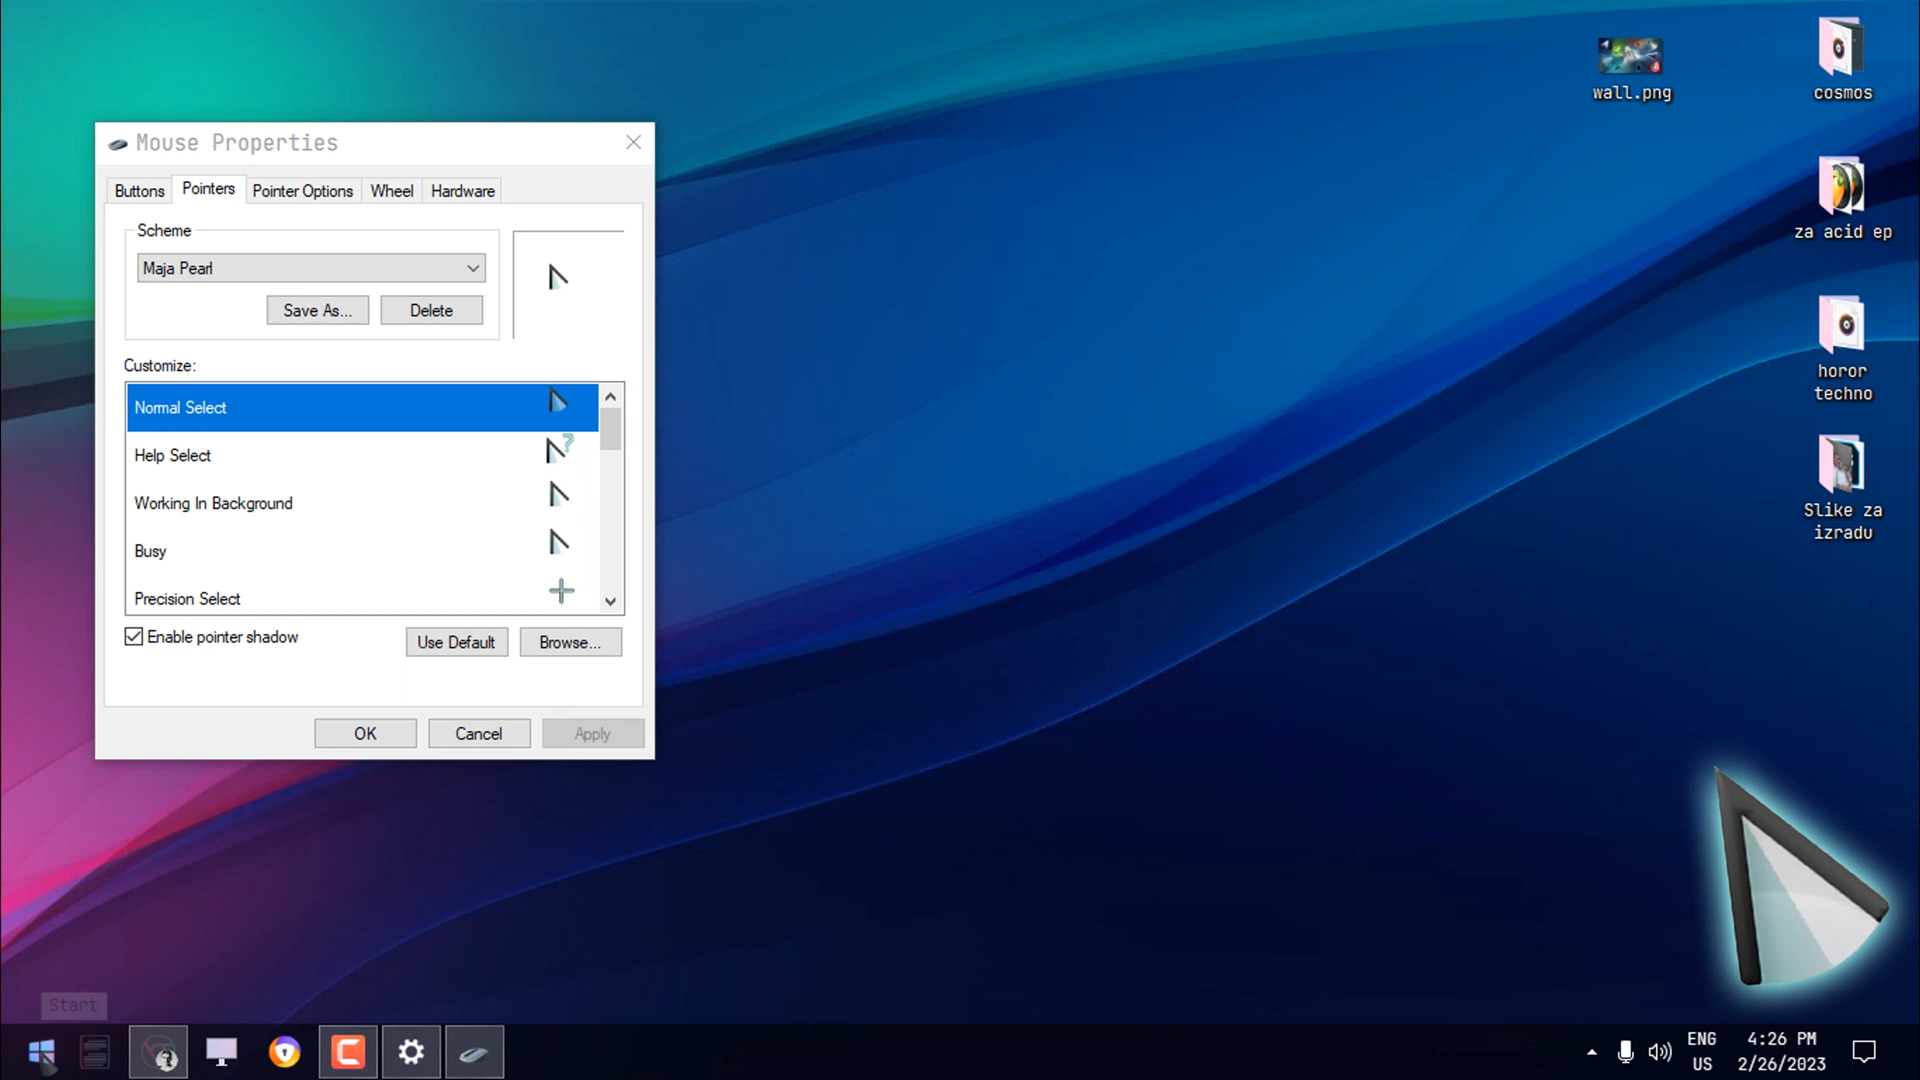 wall.png
cosmos
za acid ep
horor
techno
Slike za
izradu
Mouse Properties
Buttons
Pointers
Pointer Options
Wheel
Hardware
Scheme
Maja Pearl
Save As...
Delete
Customize:
Normal Select
Help Select
Working In Background
Busy
Precision Select
Enable pointer shadow
Use Default
Browse...
OK
Cancel
Apply
Start
ENG
US
4:26 PM
2/26/2023